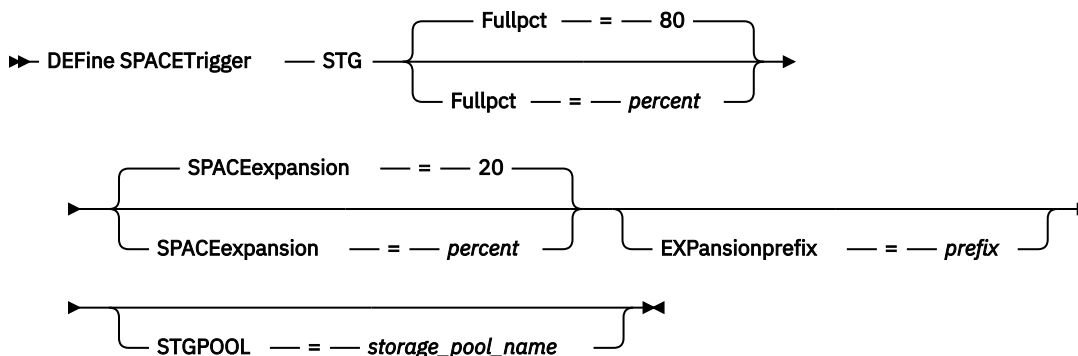 Fullpct = 80
DEFine SPACETrigger STG
Fullpct = percent
SPACEexpansion = 20
SPACEexpansion = percent EXPansionprefix = prefix
STGPOOL = storage_pool_name